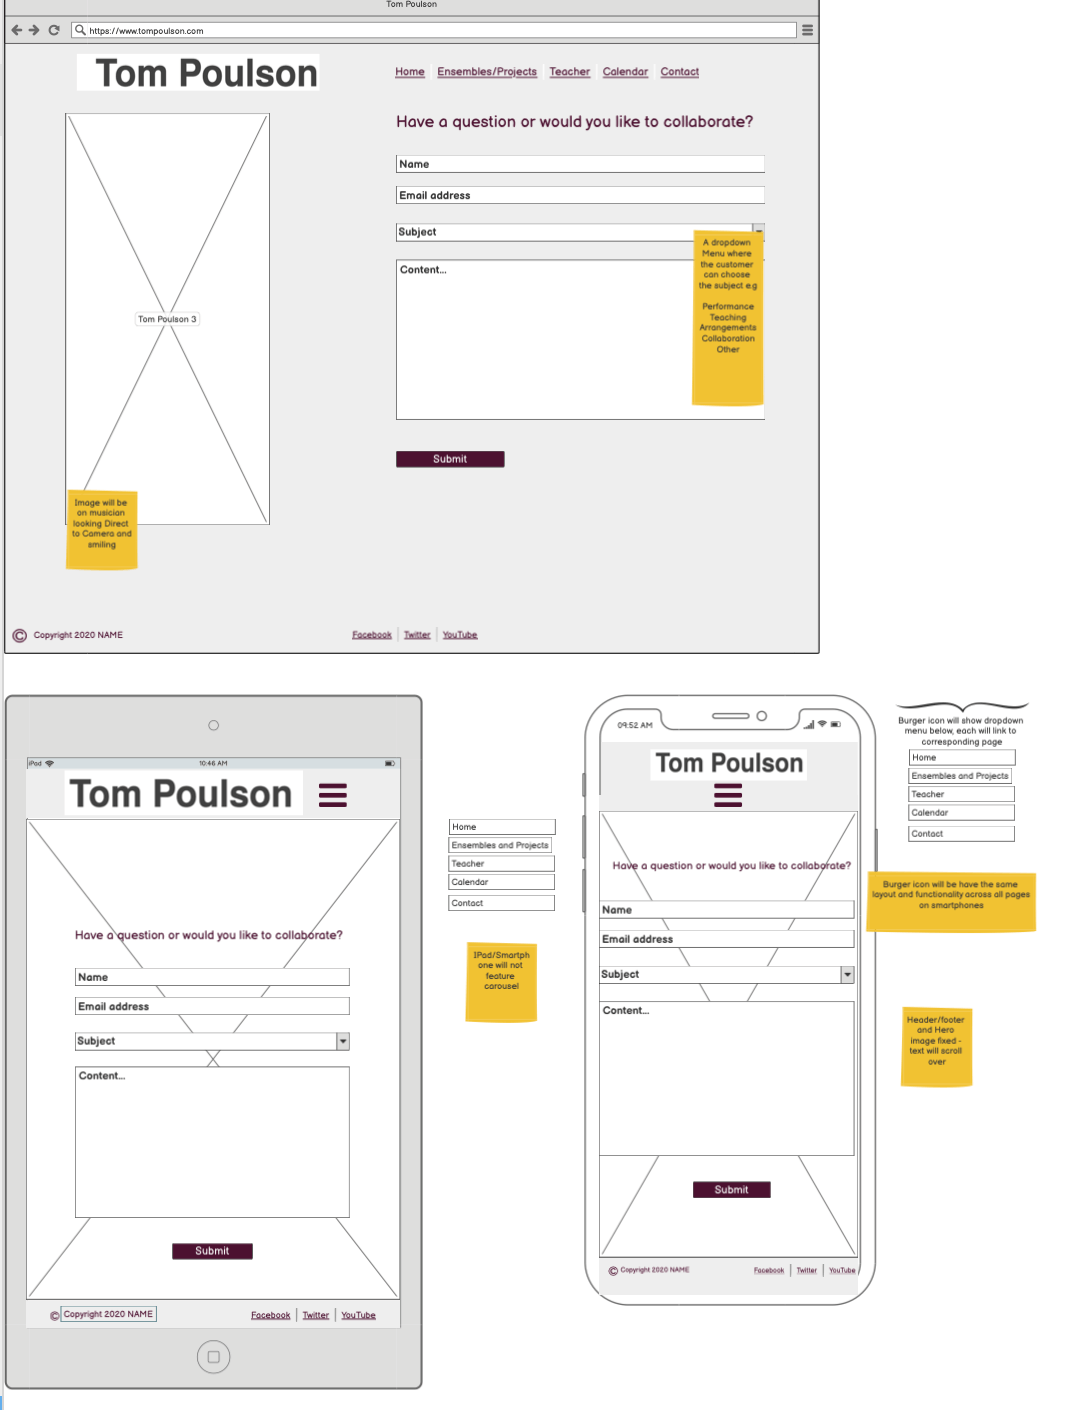 Tom Poulson
https://www.tompoulson.com
Tom Poulson
Home Ensembles/Projects Teacher Calendar Contact
Have a question or would you like to collaborate?
Name
Email address
Subject
Content...
A dropdown
Menu where
the customer
can choose
the subject e.g
Performance
Teaching
Arrangements
Collaboration
Other
Tom Poulson 3
Submit
Image will be
on musician
looking Direct
to Camera and
smiling
© Copyright 2020 NAME
Facebook Twitter YouTube
iPad 10:46 AM
Tom Poulson
Home
Ensembles and Projects
Teacher
Calendar
Contact
Have a question or would you like to collaborate?
Name
Email address
Subject
Content...
Submit
© Copyright 2020 NAME
Facebook Twitter YouTube
IPad/Smartph
one will not
feature
carousel
09:52 AM
Tom Poulson
Have a question or would you like to collaborate?
Name
Email address
Subject
Content...
Submit
© Copyright 2020 NAME
Facebook Twitter YouTube
Burger icon will show dropdown
menu below, each will link to
corresponding page
Home
Ensembles and Projects
Teacher
Calendar
Contact
Burger icon will be have the same
layout and functionality across all pages
on smartphones
Header/footer
and Hero
image fixed -
text will scroll
over